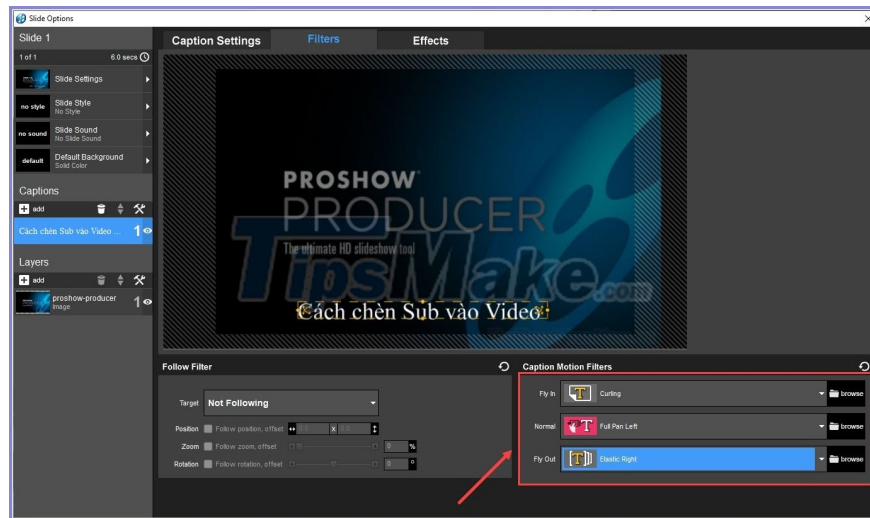 Slide Options
Slide 1
1 of 1 6.0 secs
Slide Settings
no style
Slide Style
No Style
no sound
Slide Sound
No Slide Sound
default
Default Background
Solid Color
Captions
add
Cách chèn Sub vào Video ... 1
Layers
add
proshow-producer
image
1
Caption Settings Filters Effects
PROSHOW
PRODUCER
The ultimate HD slideshow tool
TipsMake.com
Cách chèn Sub vào Video
Follow Filter
Target Not Following
Position Follow position, offset x
Zoom Follow zoom, offset 0 %
Rotation Follow rotation, offset 0 °
Caption Motion Filters
Fly In Curling browse
Normal Full Pan Left browse
Fly Out Elastic Right browse